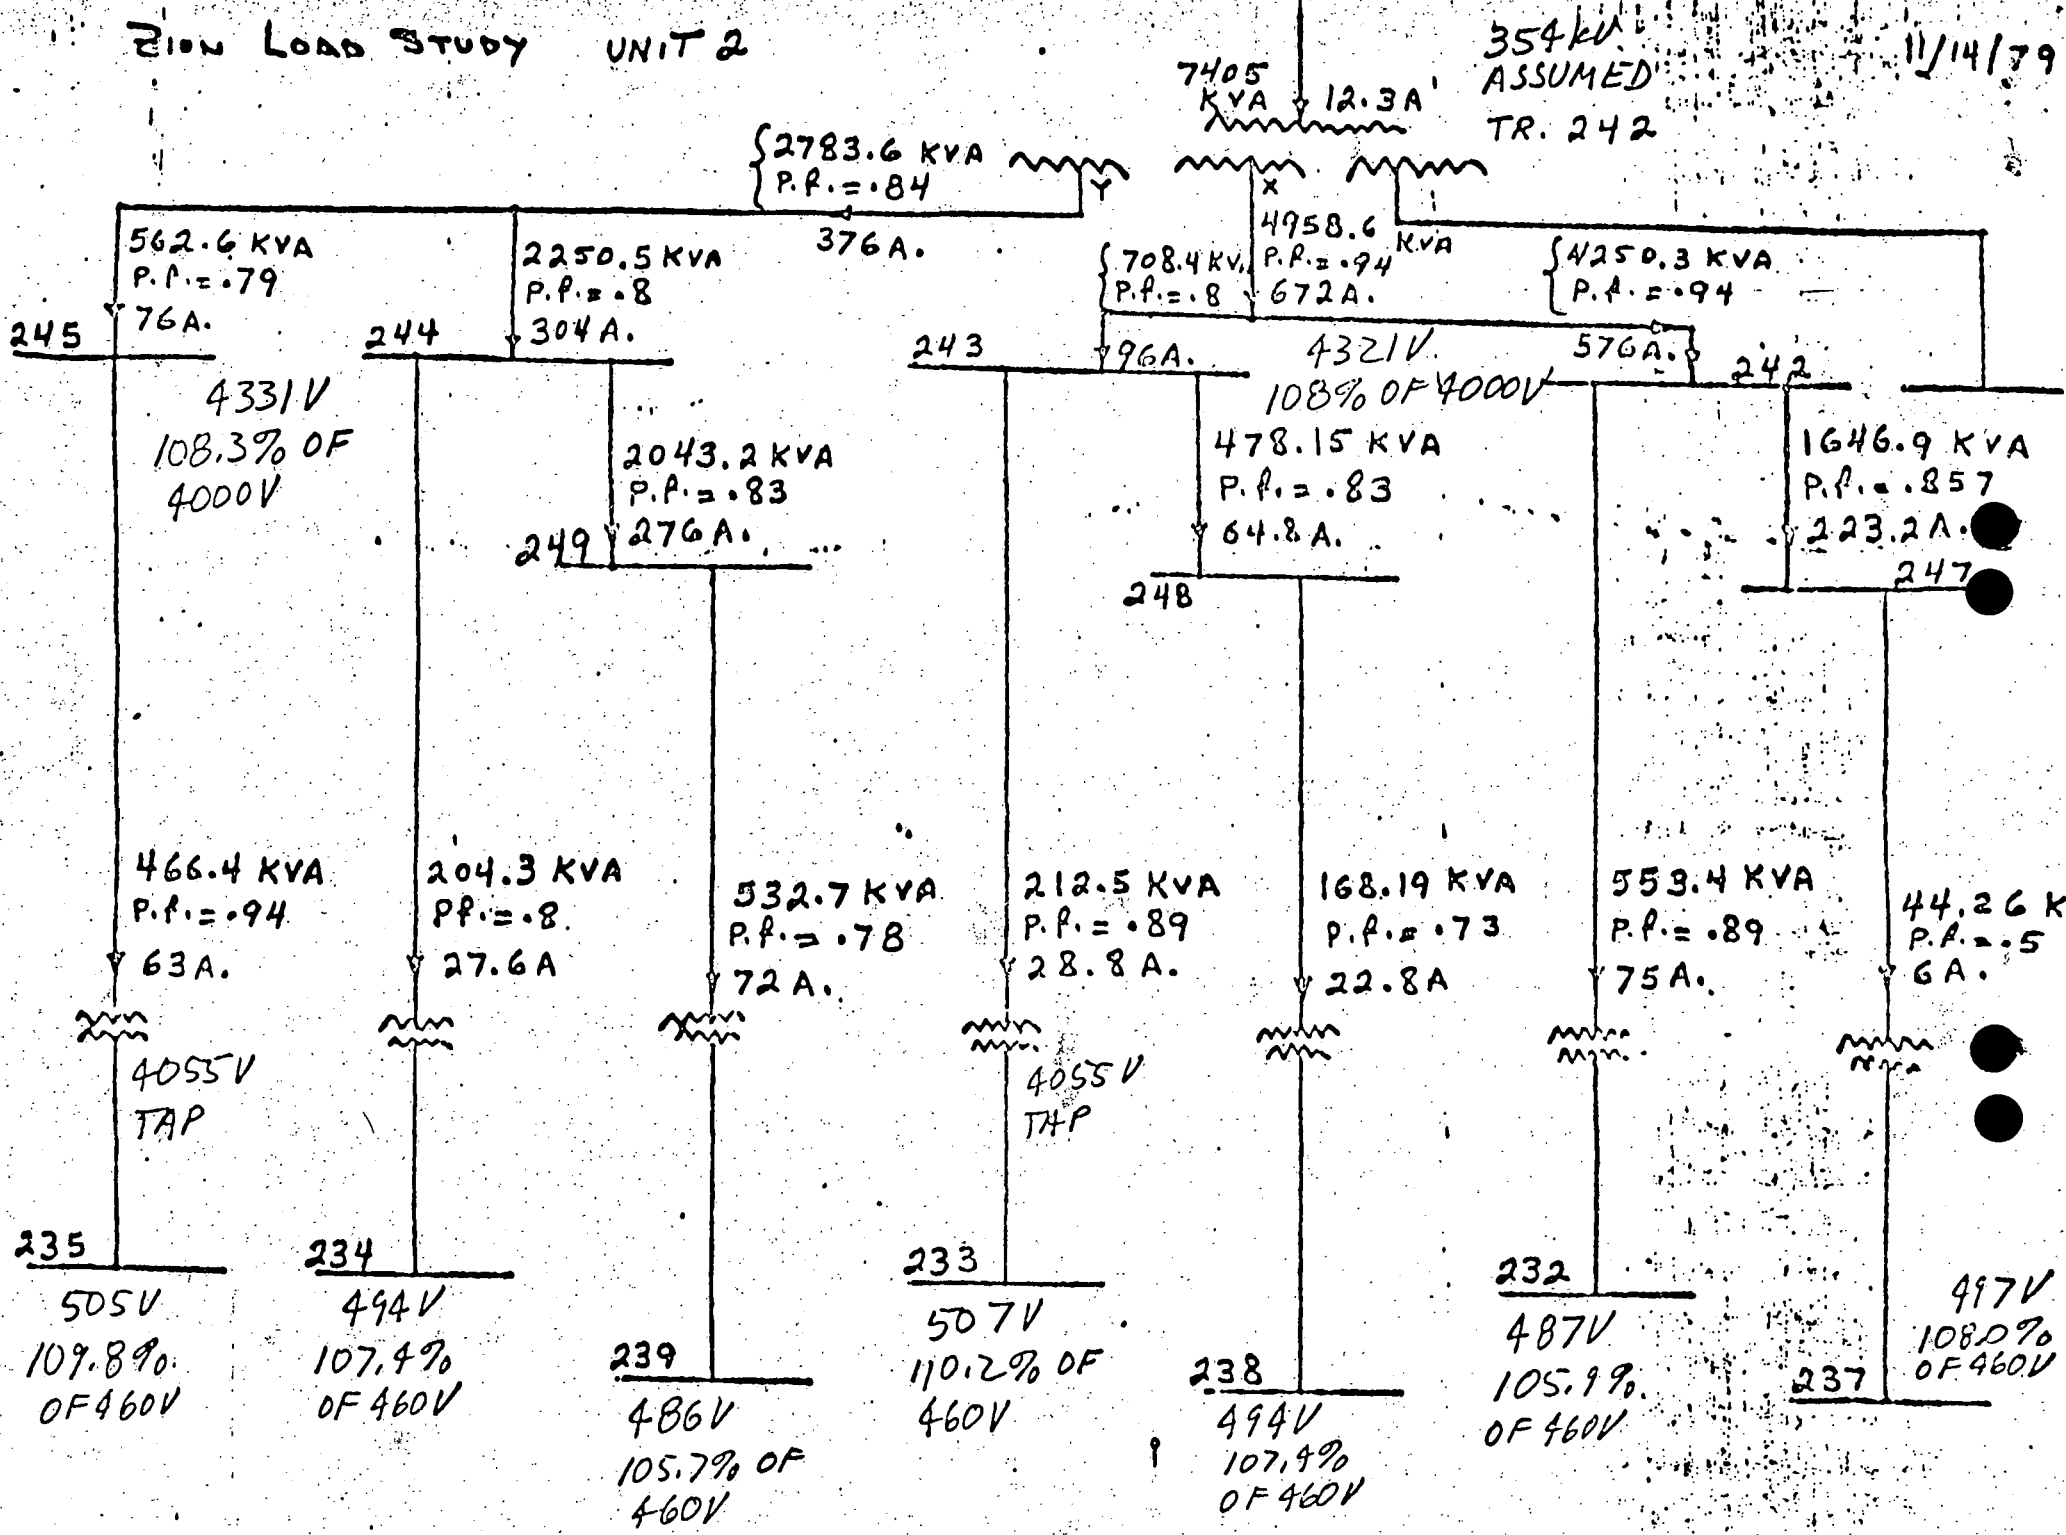 ZION LOAD STUDY UNIT 2
11/14/79
354 kV
ASSUMED
TR. 242
7405
KVA 12.3A
2783.6 KVA
P.f. = .84
Y
376A.
X
4958.6 KVA
P.f. = .94
672A.
562.6 KVA
P.f. = .79
76A.
245
4331V
108.3% OF
4000V
2250.5 KVA
P.f. = .8
304A.
244
2043.2 KVA
P.f. = .83
276A.
249
708.4 KV
P.f. = .8
96A.
243
4321V
108% OF 4000V
4250.3 KVA
P.f. = .94
576A.
242
478.15 KVA
P.f. = .83
64.8A.
248
1646.9 KVA
P.f. = .857
223.2A.
247
466.4 KVA
P.f. = .94
63A.
4055V
TAP
204.3 KVA
Pf. = .8
27.6A
532.7 KVA
P.f. = .78
72A.
212.5 KVA
P.f. = .89
28.8A.
4055V
TAP
168.19 KVA
P.f. = .73
22.8A
553.4 KVA
P.f. = .89
75A.
44.26 K
P.f. = .5
6A.
235
505V
109.8%
OF 460V
234
494V
107.4%
OF 460V
239
486V
105.7% OF
460V
233
507V
110.2% OF
460V
238
494V
107.4%
OF 460V
232
487V
105.9%
OF 460V
237
497V
108.0%
OF 460V